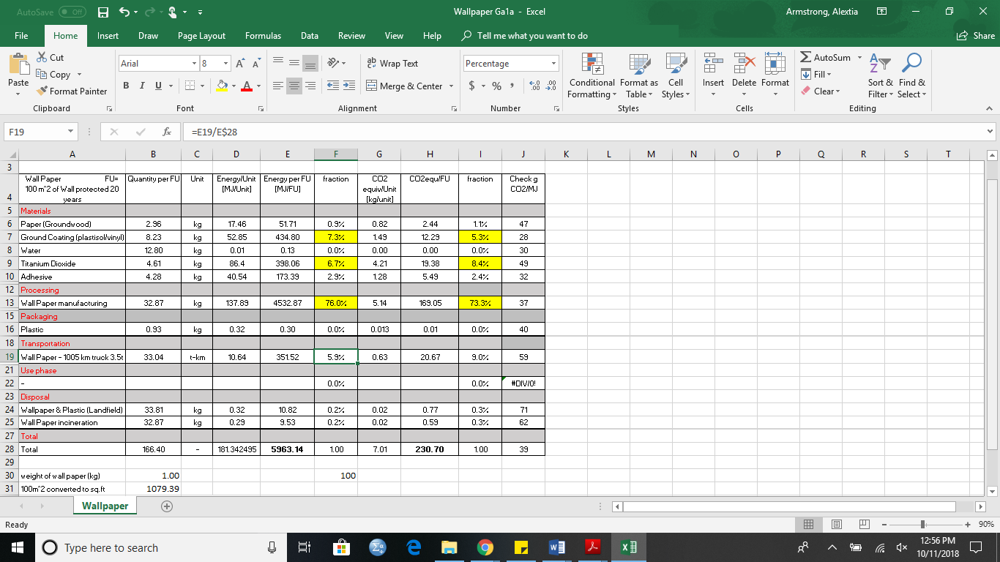 AutoSave Off
Wallpaper Ga1a - Excel
Armstrong, Alextia
File Home Insert Draw Page Layout Formulas Data Review View Help Tell me what you want to do Share
Paste
Cut
Copy
Format Painter
Clipboard
Arial 8
B I U
Font
Wrap Text
Merge & Center
Alignment
Percentage
$ %
Number
Conditional Formatting
Format as Table
Cell Styles
Styles
Insert Delete Format
Cells
AutoSum
Fill
Clear
Sort & Filter
Find & Select
Editing
F19 fx =E19/E$28
A B C D E F G H I J K L M N O P Q R S T
3
4 Wall Paper FU= 100 m^2 of Wall protected 20 years Quantity per FU Unit Energy/Unit [MJ/Unit] Energy per FU [MJ/FU] fraction CO2 equiv/Unit [kg/unit] CO2equ/FU fraction Check g CO2/MJ
5 Materials
6 Paper (Groundwood) 2.96 kg 17.46 51.71 0.9% 0.82 2.44 1.1% 47
7 Ground Coating (plastisol/vinyl) 8.23 kg 52.85 434.80 7.3% 1.49 12.29 5.3% 28
8 Water 12.80 kg 0.01 0.13 0.0% 0.00 0.00 0.0% 30
9 Titanium Dioxide 4.61 kg 86.4 398.06 6.7% 4.21 19.38 8.4% 49
10 Adhesive 4.28 kg 40.54 173.39 2.9% 1.28 5.49 2.4% 32
12 Processing
13 Wall Paper manufacturing 32.87 kg 137.89 4532.87 76.0% 5.14 169.05 73.3% 37
15 Packaging
16 Plastic 0.93 kg 0.32 0.30 0.0% 0.013 0.01 0.0% 40
18 Transportation
19 Wall Paper - 1005 km truck 3.5t 33.04 t-km 10.64 351.52 5.9% 0.63 20.67 9.0% 59
21 Use phase
22 - 0.0% 0.0% #DIV/0!
23 Disposal
24 Wallpaper & Plastic (Landfield) 33.81 kg 0.32 10.82 0.2% 0.02 0.77 0.3% 71
25 Wall Paper incineration 32.87 kg 0.29 9.53 0.2% 0.02 0.59 0.3% 62
27 Total
28 Total 166.40 - 181.342495 5963.14 1.00 7.01 230.70 1.00 39
29
30 weight of wall paper (kg) 1.00 100
31 100m^2 converted to sq.ft 1079.39
Wallpaper
Ready
90%
Type here to search
12:56 PM
10/11/2018